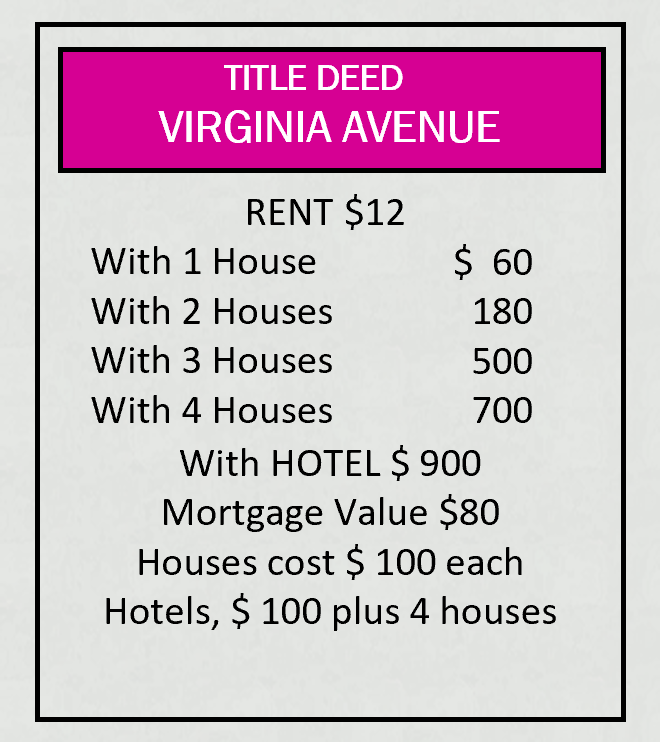 TITLE DEED
VIRGINIA AVENUE
RENT $12
With 1 House $ 60
With 2 Houses 180
With 3 Houses 500
With 4 Houses 700
With HOTEL $ 900
Mortgage Value $80
Houses cost $ 100 each
Hotels, $ 100 plus 4 houses